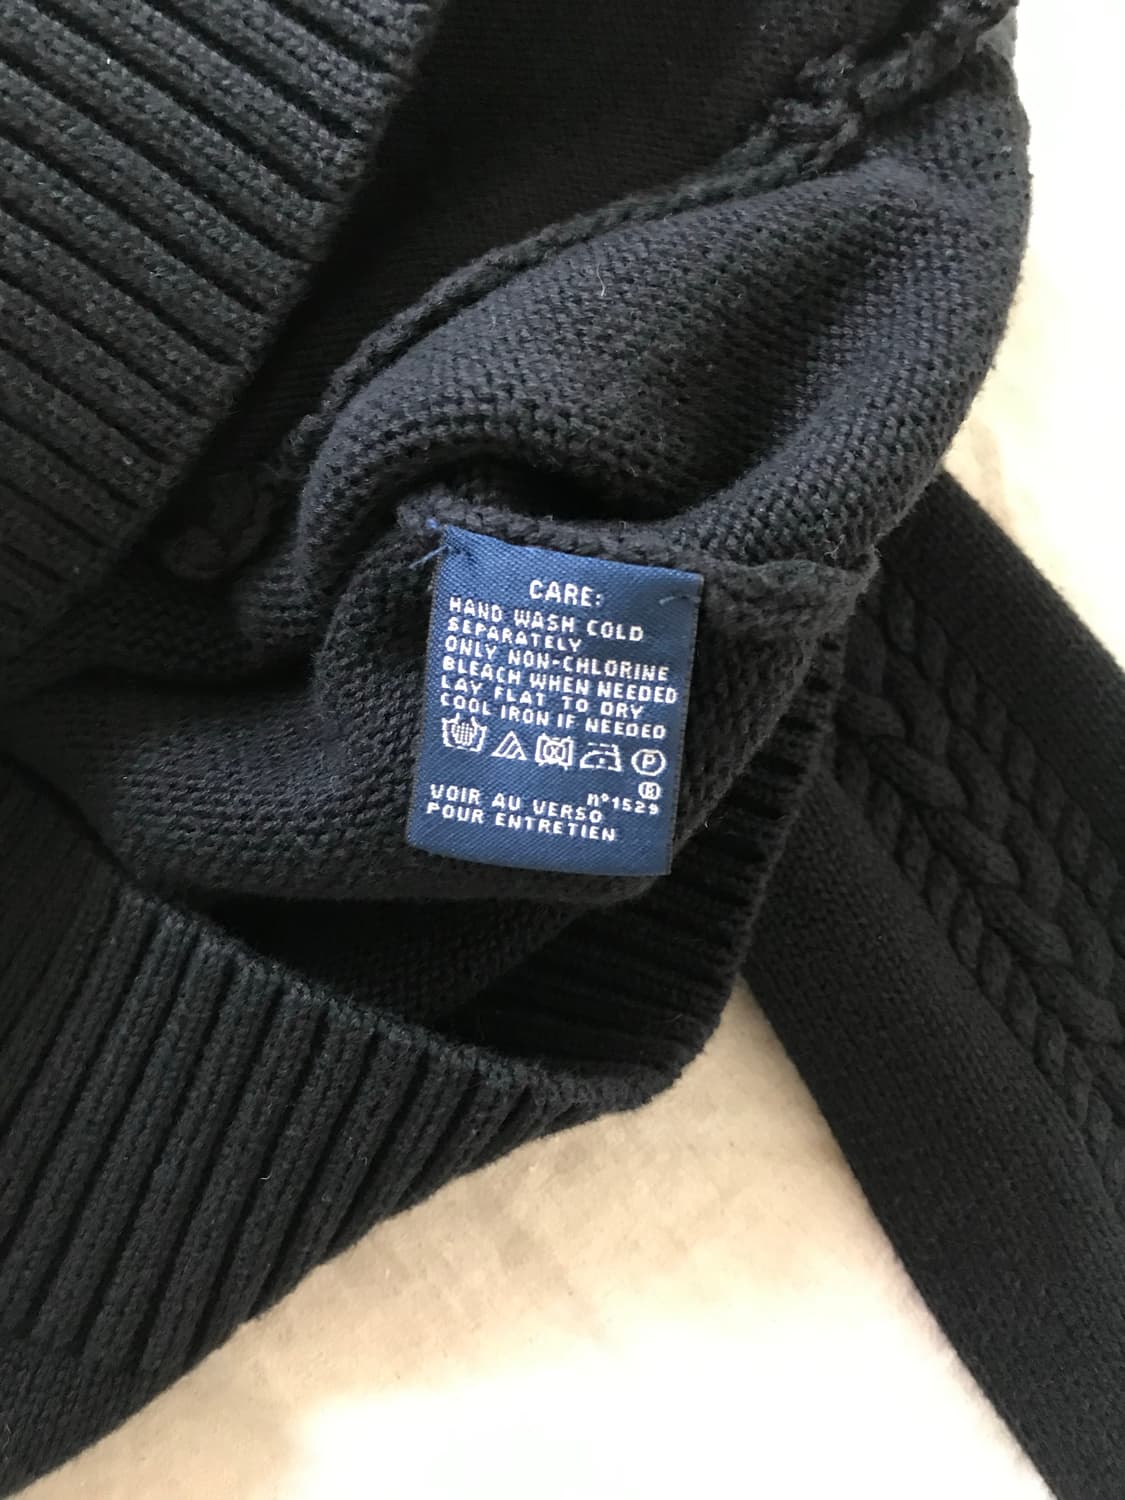 CARE:
HAND WASH COLD
SEPARATELY
ONLY NON-CHLORINE
BLEACH WHEN NEEDED
LAY FLAT TO DRY
COOL IRON IF NEEDED
P
®
n°1529
VOIR AU VERSO
POUR ENTRETIEN